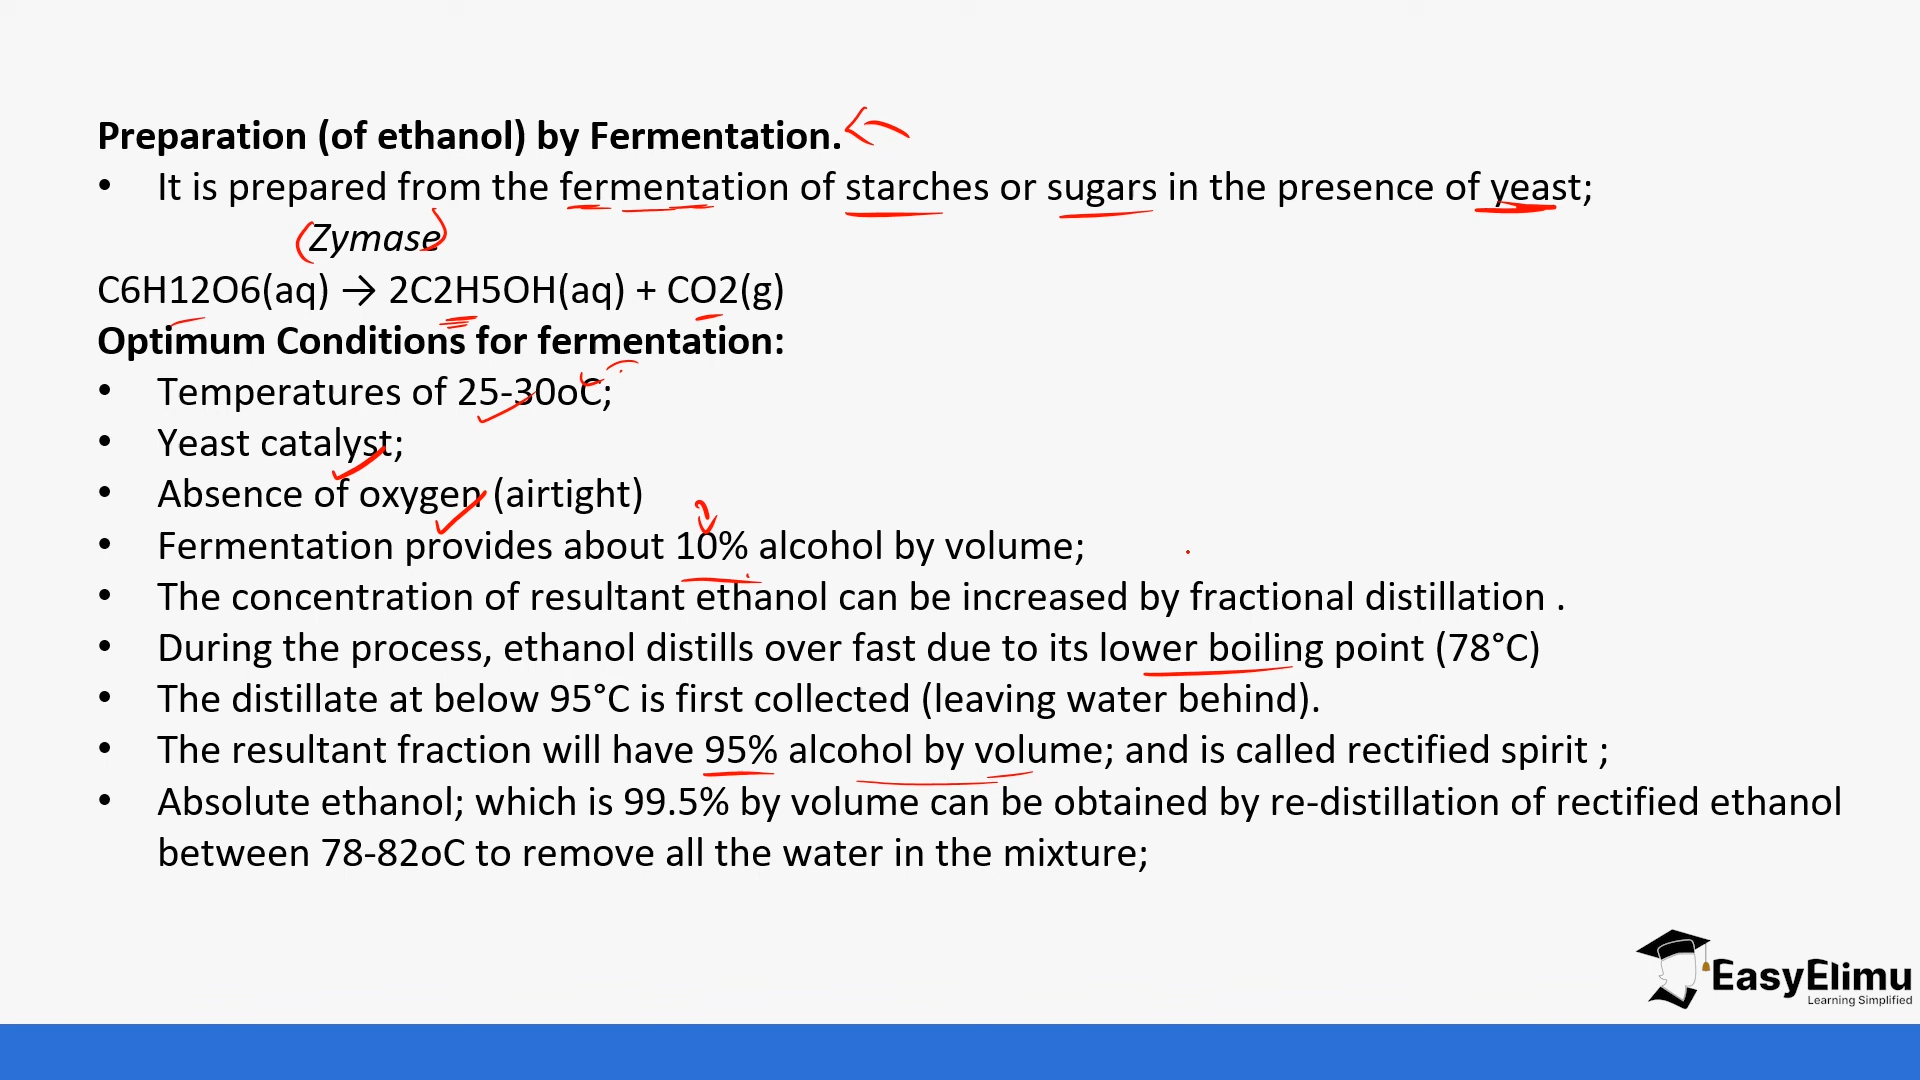 Preparation (of ethanol) by Fermentation.
• It is prepared from the fermentation of starches or sugars in the presence of yeast;
(Zymase)
C6H12O6(aq) → 2C2H5OH(aq) + CO2(g)
Optimum Conditions for fermentation:
• Temperatures of 25-30oC;
• Yeast catalyst;
• Absence of oxygen (airtight)
• Fermentation provides about 10% alcohol by volume;
• The concentration of resultant ethanol can be increased by fractional distillation .
• During the process, ethanol distills over fast due to its lower boiling point (78°C)
• The distillate at below 95°C is first collected (leaving water behind).
• The resultant fraction will have 95% alcohol by volume; and is called rectified spirit ;
• Absolute ethanol; which is 99.5% by volume can be obtained by re-distillation of rectified ethanol
between 78-82oC to remove all the water in the mixture;
EasyElimu
Learning Simplified